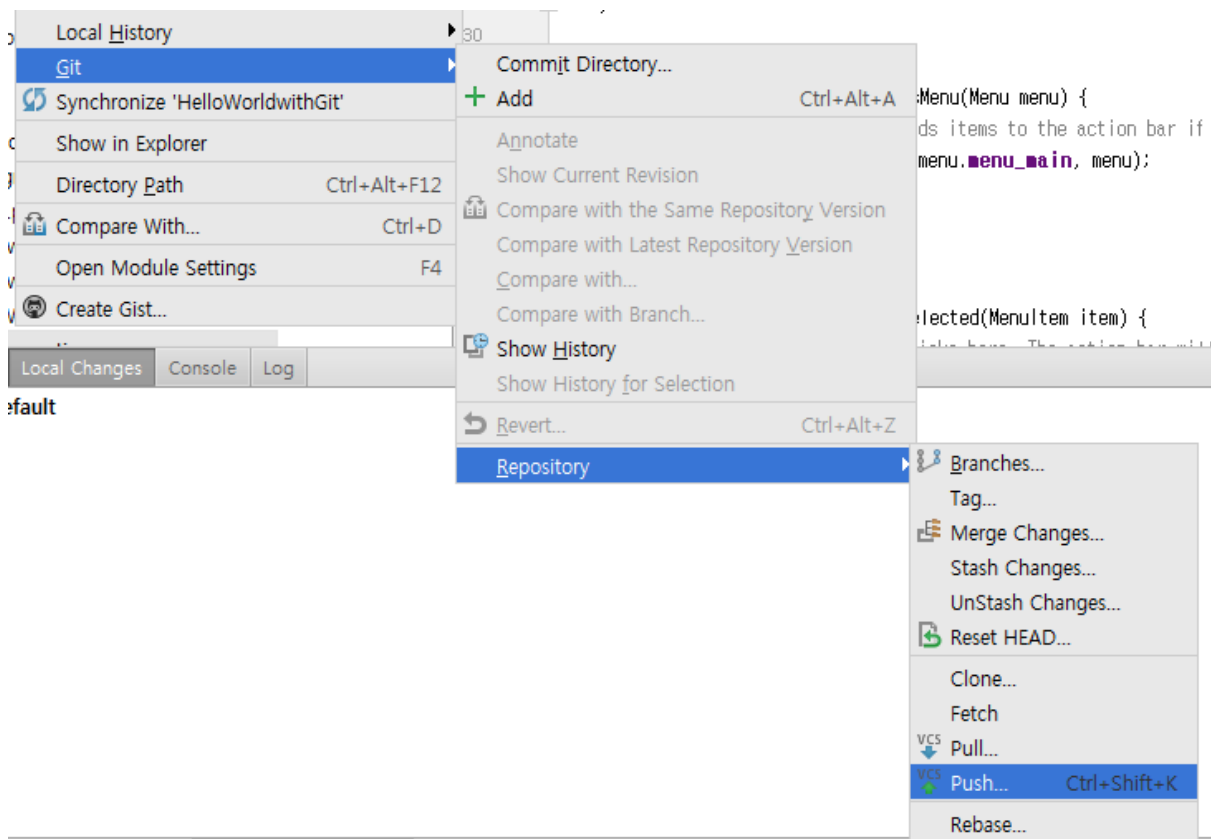 Local History
30
Git
Synchronize 'HelloWorldwithGit'
Show in Explorer
Directory Path Ctrl+Alt+F12
Compare With... Ctrl+D
Open Module Settings F4
Create Gist...
Commit Directory...
Add Ctrl+Alt+A
Annotate
Show Current Revision
Compare with the Same Repository Version
Compare with Latest Repository Version
Compare with...
Compare with Branch...
Show History
Show History for Selection
Revert... Ctrl+Alt+Z
Repository
Branches...
Tag...
Merge Changes...
Stash Changes...
UnStash Changes...
Reset HEAD...
Clone...
Fetch
VCS Pull...
VCS Push... Ctrl+Shift+K
Rebase...
sMenu(Menu menu) {
ds items to the action bar if
menu.menu_main, menu);
elected(MenuItem item) {
Local Changes Console Log
efault